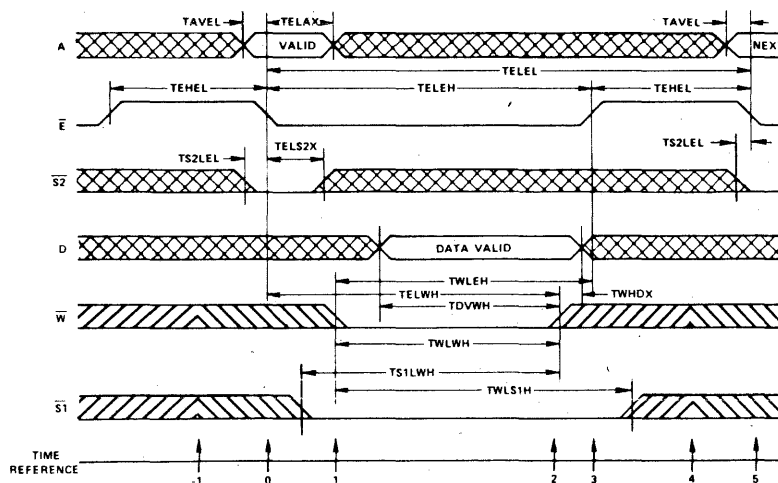 TAVEL TELAX TAVEL
A VALID NEX
TELEL
TEHEL TELEH TEHEL
E
TS2LEL TELS2X TS2LEL
S2
D DATA VALID
TWLEH
TELWH TWHDX
TDVWH
W
TWLWH
TS1LWH
TWLS1H
S1
TIME
REFERENCE
-1 0 1 2 3 4 5